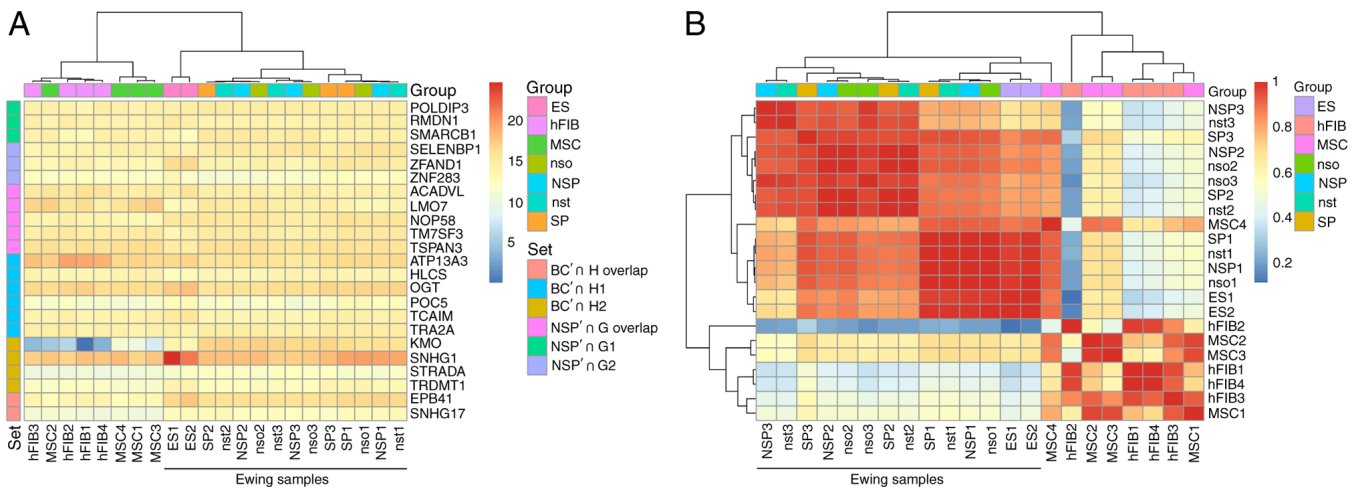 A
Group
POLDIP3
RMDN1
SMARCB1
SELENBP1
ZFAND1
ZNF283
ACADVL
LMO7
NOP58
TM7SF3
TSPAN3
ATP13A3
HLCS
OGT
POC5
TCAIM
TRA2A
KMO
SNHG1
STRADA
TRDMT1
EPB41
SNHG17
Set
hFIB3 MSC2 hFIB2 hFIB1 hFIB4 MSC4 MSC1 MSC3 ES1 ES2 SP2 nst2 NSP2 nso2 NSP3 nst3 nso3 SP3 SP1 nso1 NSP1 nst1
Ewing samples
20
15
10
5
Group
ES
hFIB
MSC
nso
NSP
nst
SP
Set
BC′∩ H overlap
BC′∩ H1
BC′∩ H2
NSP′∩ G overlap
NSP′∩ G1
NSP′∩ G2
B
Group
NSP3
nst3
SP3
NSP2
nso2
nso3
SP2
nst2
MSC4
SP1
nst1
NSP1
nso1
ES1
ES2
hFIB2
MSC2
MSC3
hFIB1
hFIB4
hFIB3
MSC1
NSP3 nst3 SP3 NSP2 nso2 nso3 SP2 nst2 SP1 nst1 NSP1 nso1 ES1 ES2 MSC4 hFIB2 MSC2 MSC3 hFIB1 hFIB4 hFIB3 MSC1
Ewing samples
1
0.8
0.6
0.4
0.2
Group
ES
hFIB
MSC
nso
NSP
nst
SP